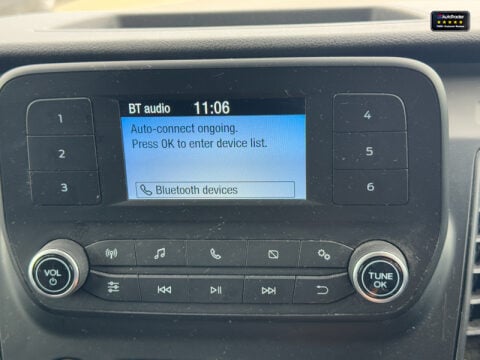 AutoTrader
BT audio 11:06
Auto-connect ongoing.
Press OK to enter device list.
Bluetooth devices
1
2
3
4
5
6
VOL
TUNE
OK